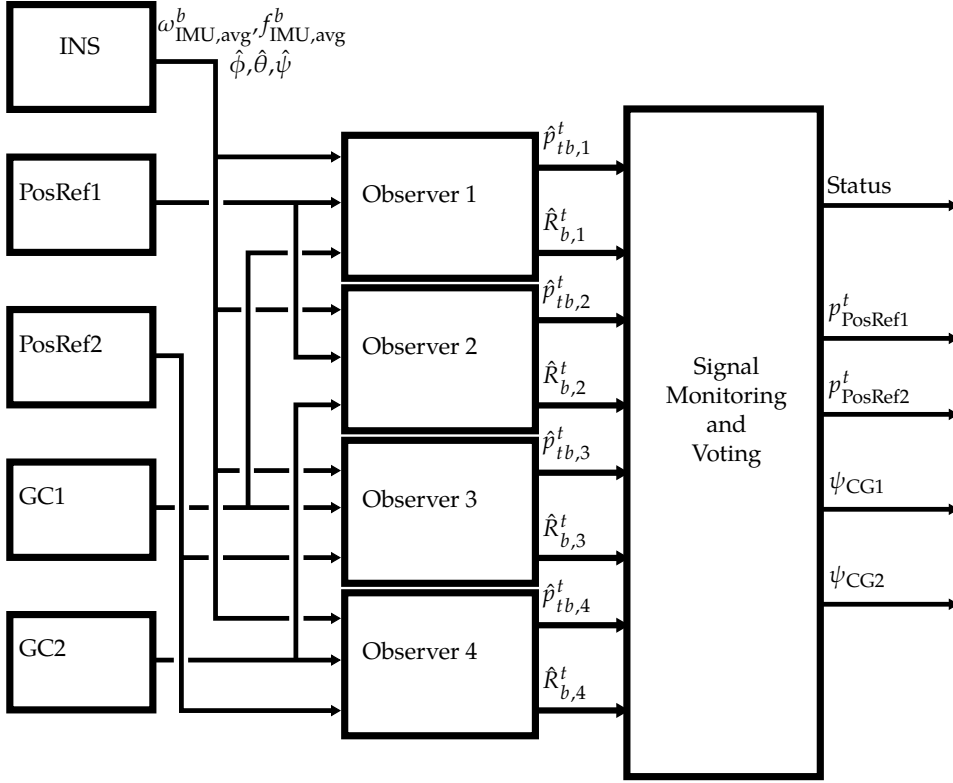 INS
ω^b_IMU,avg, f^b_IMU,avg
ϕ̂,θ̂,ψ̂
PosRef1
PosRef2
GC1
GC2
Observer 1
Observer 2
Observer 3
Observer 4
p̂^t_tb,1
R̂^t_b,1
p̂^t_tb,2
R̂^t_b,2
p̂^t_tb,3
R̂^t_b,3
p̂^t_tb,4
R̂^t_b,4
Signal
Monitoring
and
Voting
Status
p^t_PosRef1
p^t_PosRef2
ψ_CG1
ψ_CG2